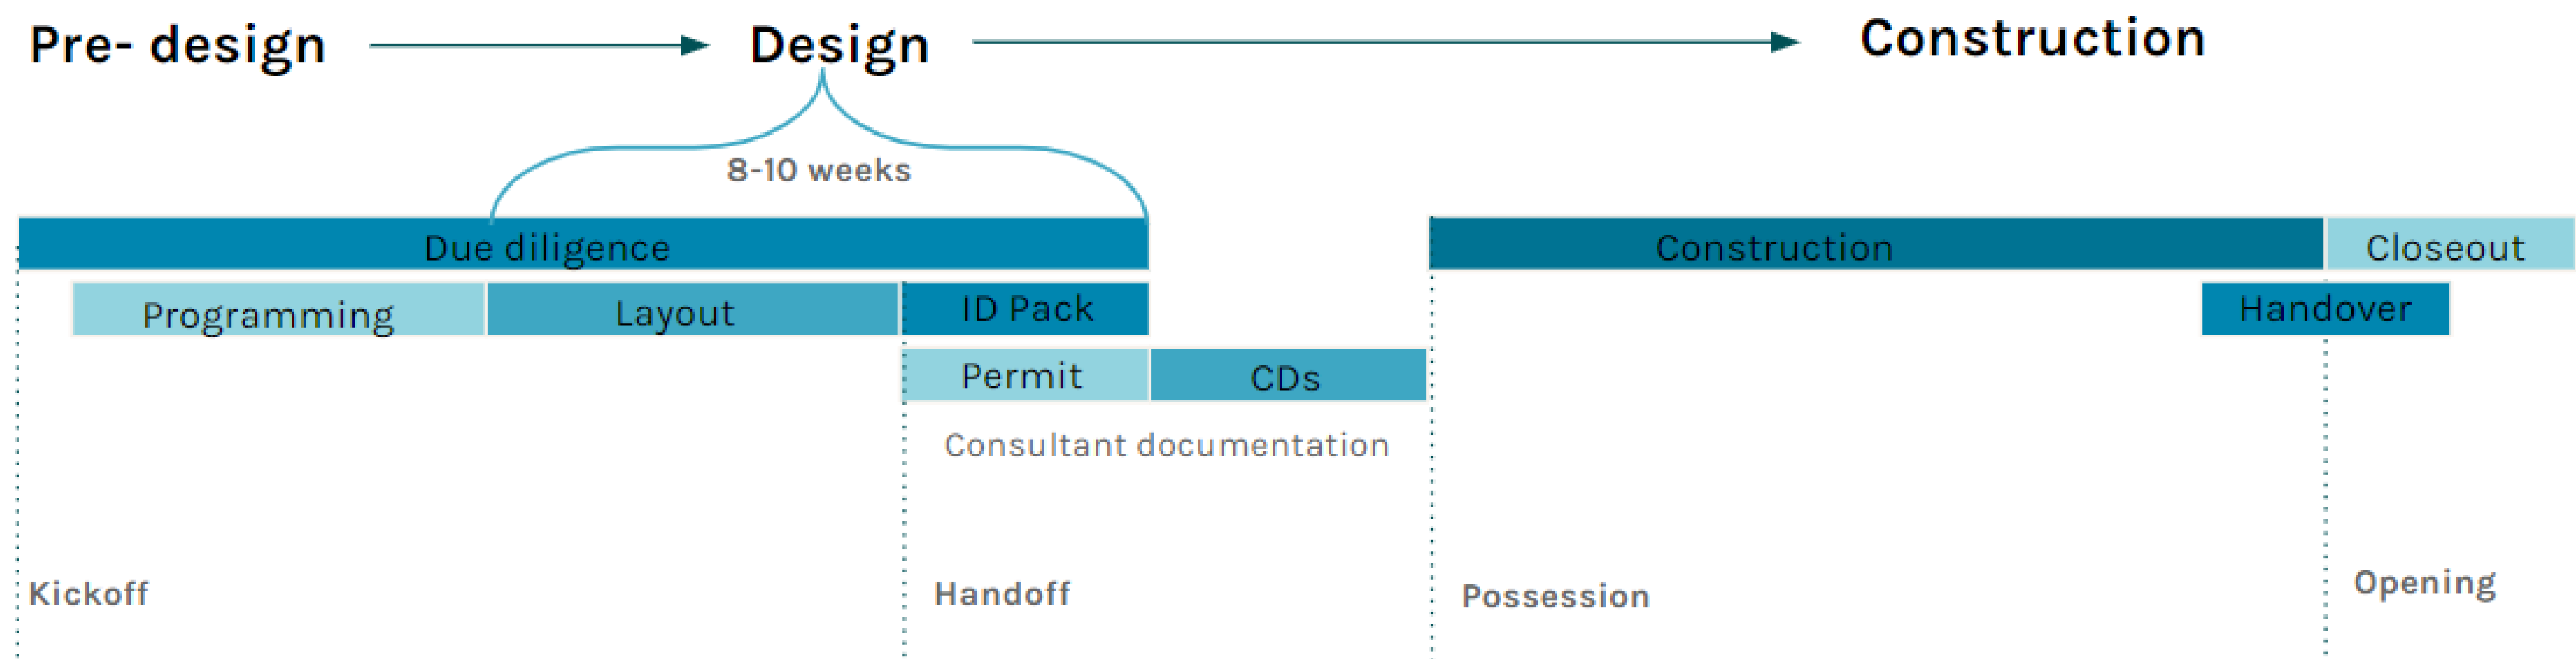 Pre- design
Design
Construction
8-10 weeks
Due diligence
Construction
Closeout
Programming
Layout
ID Pack
Handover
Permit
CDs
Consultant documentation
Kickoff
Handoff
Possession
Opening